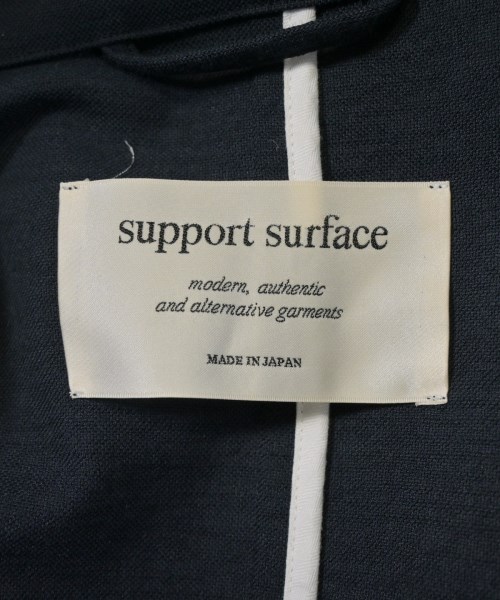 support surface
modern, authentic
and alternative garments
MADE IN JAPAN